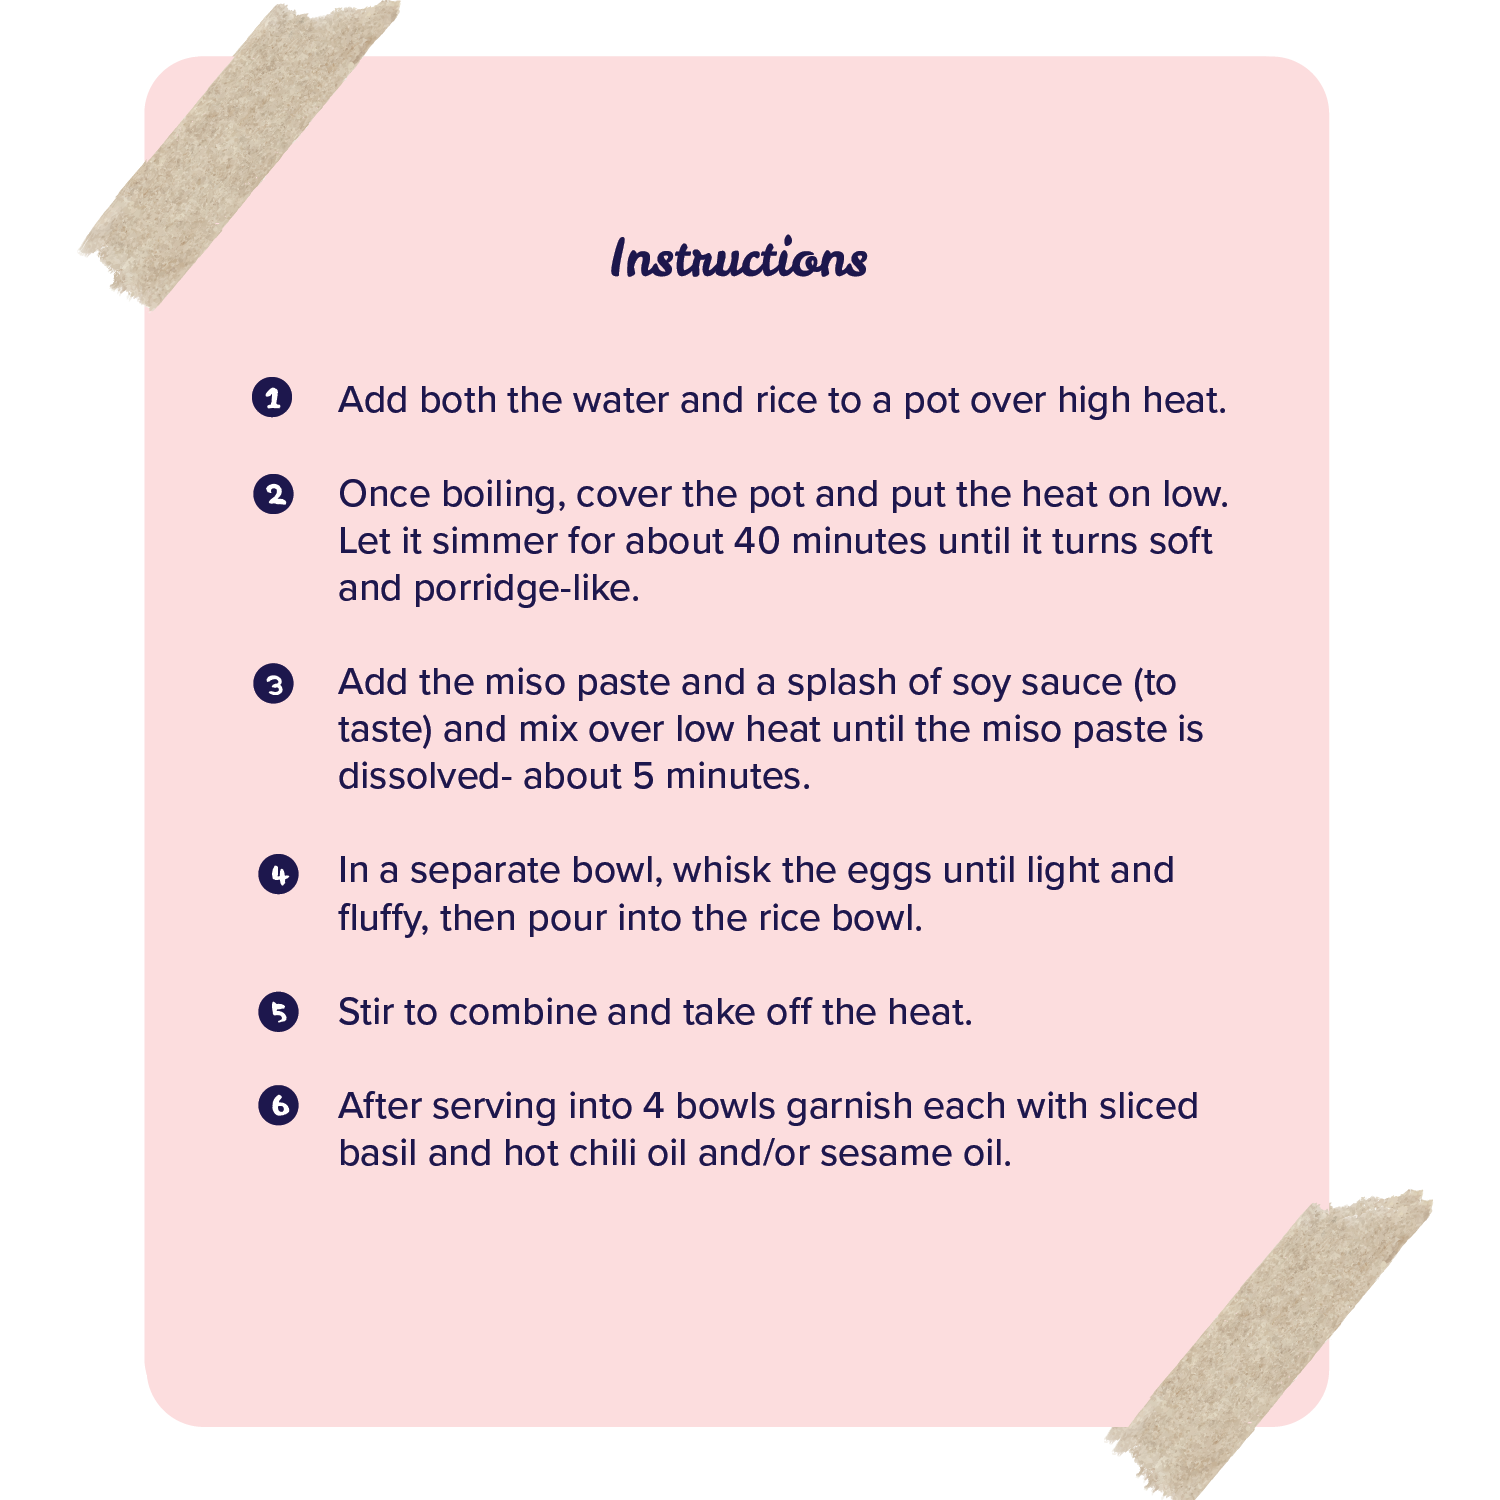 Instructions
1 Add both the water and rice to a pot over high heat.
2 Once boiling, cover the pot and put the heat on low.
Let it simmer for about 40 minutes until it turns soft
and porridge-like.
3 Add the miso paste and a splash of soy sauce (to
taste) and mix over low heat until the miso paste is
dissolved- about 5 minutes.
4 In a separate bowl, whisk the eggs until light and
fluffy, then pour into the rice bowl.
5 Stir to combine and take off the heat.
6 After serving into 4 bowls garnish each with sliced
basil and hot chili oil and/or sesame oil.